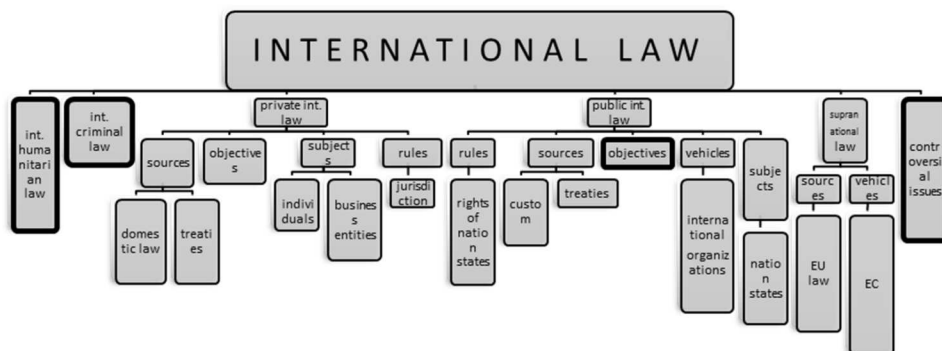 INTERNATIONAL LAW
int.
huma
nitari
an
law
int.
criminal
law
private int.
law
public int.
law
supran
ational
law
contr
oversi
al
issues
sources
objective
s
subject
s
rules
rules
sources
objectives
vehicles
subje
cts
sourc
es
vehicl
es
domes
tic law
treati
es
indivi
duals
busines
s
entities
jurisdi
ction
rights
of
natio
n
states
custo
m
treaties
interna
tional
organiz
ations
natio
n
states
EU
law
EC